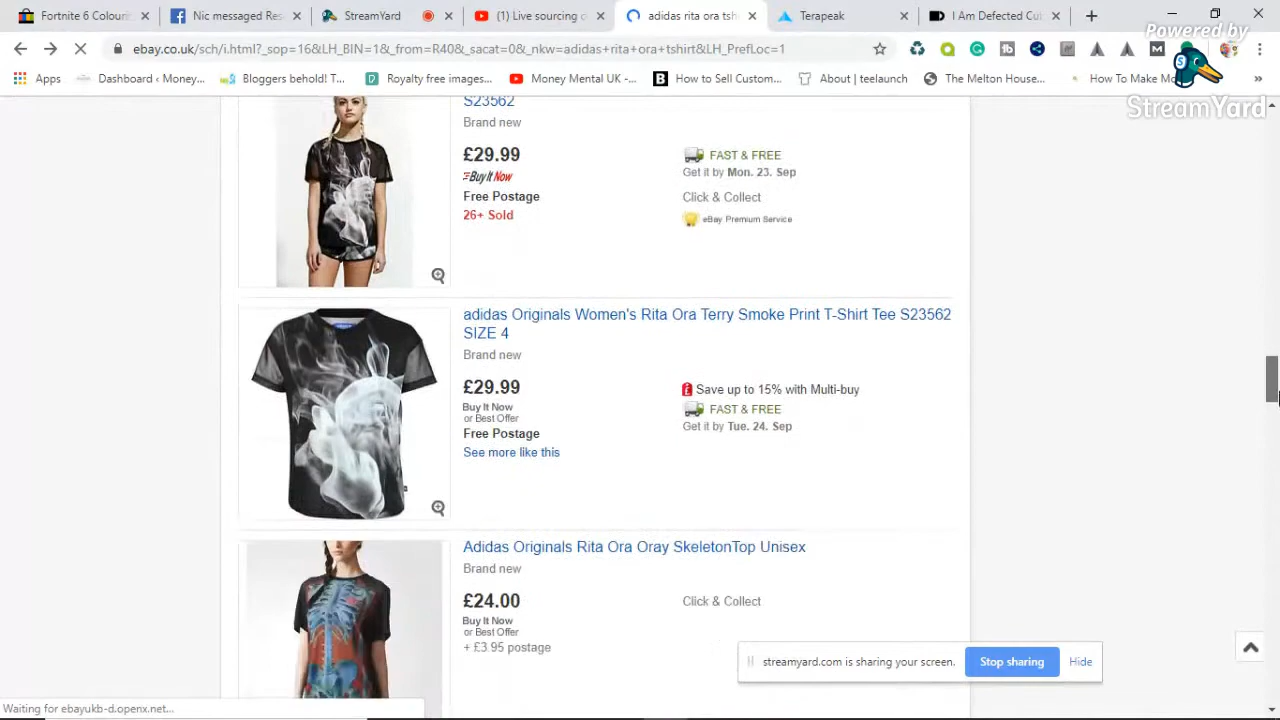 Fortnite 6 Colour
Nic messaged Re
StreamYard
(1) Live sourcing
adidas rita ora tsh
Terapeak
I Am Defected Cu
Powered by
StreamYard
ebay.co.uk/sch/i.html?_sop=16&LH_BIN=1&_from=R40&_sacat=0&_nkw=adidas+rita+ora+tshirt&LH_PrefLoc=1
Apps
Dashboard ‹ Money...
Bloggers behold! T...
Royalty free images...
Money Mental UK -...
How to Sell Custom...
About | teelaunch
The Melton House...
How To Make Mo
»
S23562
Brand new
£29.99
Buy It Now
Free Postage
26+ Sold
FAST & FREE
Get it by Mon. 23. Sep
Click & Collect
eBay Premium Service
adidas Originals Women's Rita Ora Terry Smoke Print T-Shirt Tee S23562
SIZE 4
Brand new
£29.99
Buy It Now
or Best Offer
Free Postage
See more like this
Save up to 15% with Multi-buy
FAST & FREE
Get it by Tue. 24. Sep
Adidas Originals Rita Ora Oray SkeletonTop Unisex
Brand new
£24.00
Buy It Now
or Best Offer
+ £3.95 postage
Click & Collect
streamyard.com is sharing your screen.
Stop sharing
Hide
Waiting for ebayukb-d.openx.net...